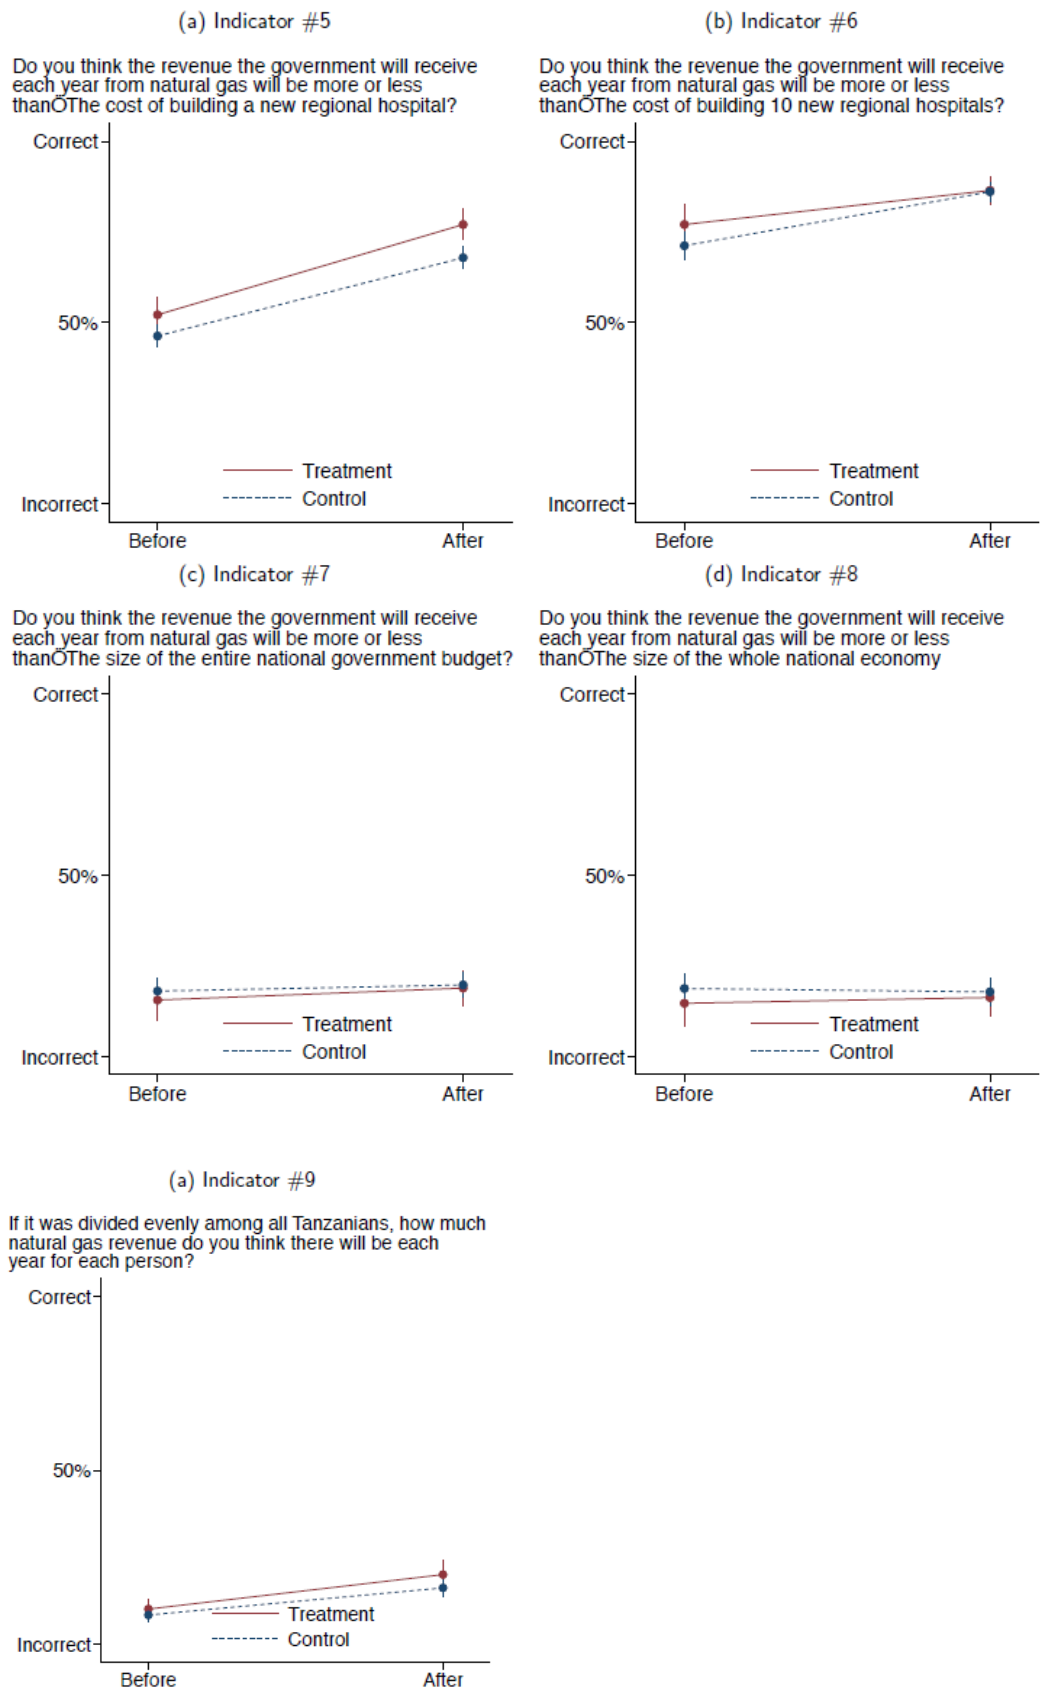 (a) Indicator #5
Do you think the revenue the government will receive
each year from natural gas will be more or less
thanÖThe cost of building a new regional hospital?
Correct
50%
Incorrect
Treatment
Control
Before
After
(b) Indicator #6
Do you think the revenue the government will receive
each year from natural gas will be more or less
thanÖThe cost of building 10 new regional hospitals?
Correct
50%
Incorrect
Treatment
Control
Before
After
(c) Indicator #7
Do you think the revenue the government will receive
each year from natural gas will be more or less
thanÖThe size of the entire national government budget?
Correct
50%
Incorrect
Treatment
Control
Before
After
(d) Indicator #8
Do you think the revenue the government will receive
each year from natural gas will be more or less
thanÖThe size of the whole national economy
Correct
50%
Incorrect
Treatment
Control
Before
After
(a) Indicator #9
If it was divided evenly among all Tanzanians, how much
natural gas revenue do you think there will be each
year for each person?
Correct
50%
Incorrect
Treatment
Control
Before
After